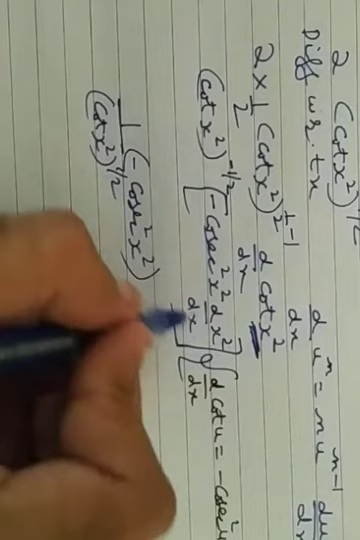 2 (cot x²)^1/2
Diff w.r.t x    d/dx uⁿ = n u^(n-1) du/dx
2 × 1/2 (cot x²)^(1/2 - 1) d/dx cot x²
(cot x²)^-1/2 [-cosec² x² d/dx x²] ∫ d/dx cot u = -cosec² u
1/(cot x²)^1/2 (-cosec² x²)